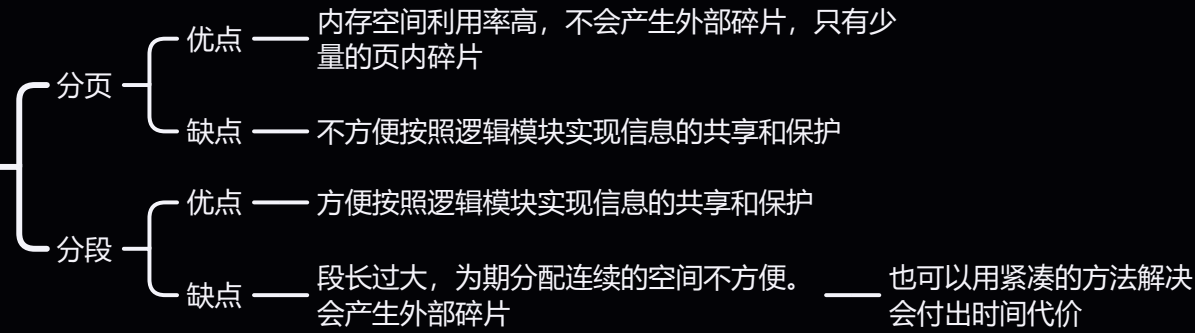 分页
优点
内存空间利用率高，不会产生外部碎片，只有少
量的页内碎片
缺点
不方便按照逻辑模块实现信息的共享和保护
分段
优点
方便按照逻辑模块实现信息的共享和保护
缺点
段长过大，为期分配连续的空间不方便。
会产生外部碎片
也可以用紧凑的方法解决
会付出时间代价